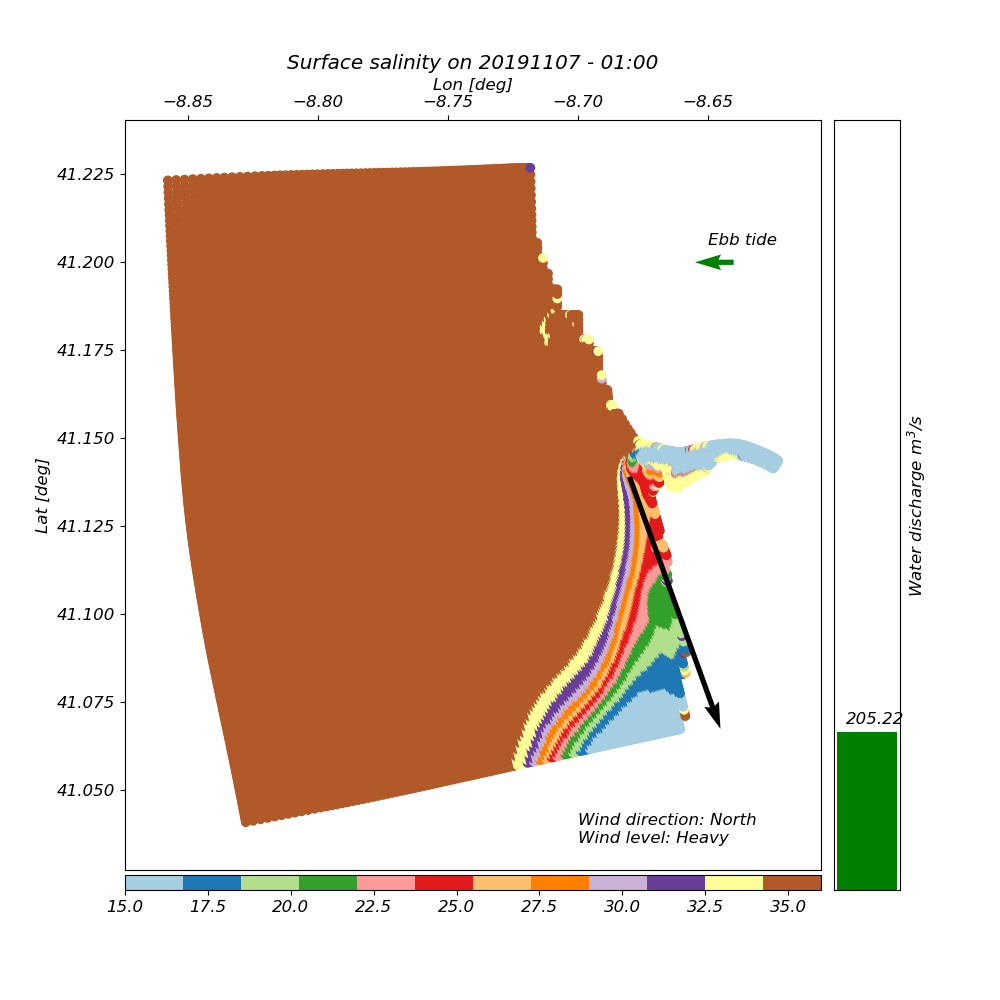 Surface salinity on 20191107 - 01:00
Lon [deg]
−8.85 −8.80 −8.75 −8.70 −8.65
41.225
41.200
41.175
41.150
41.125
41.100
41.075
41.050
Lat [deg]
Ebb tide
Wind direction: North
Wind level: Heavy
205.22
Water discharge m³/s
15.0 17.5 20.0 22.5 25.0 27.5 30.0 32.5 35.0